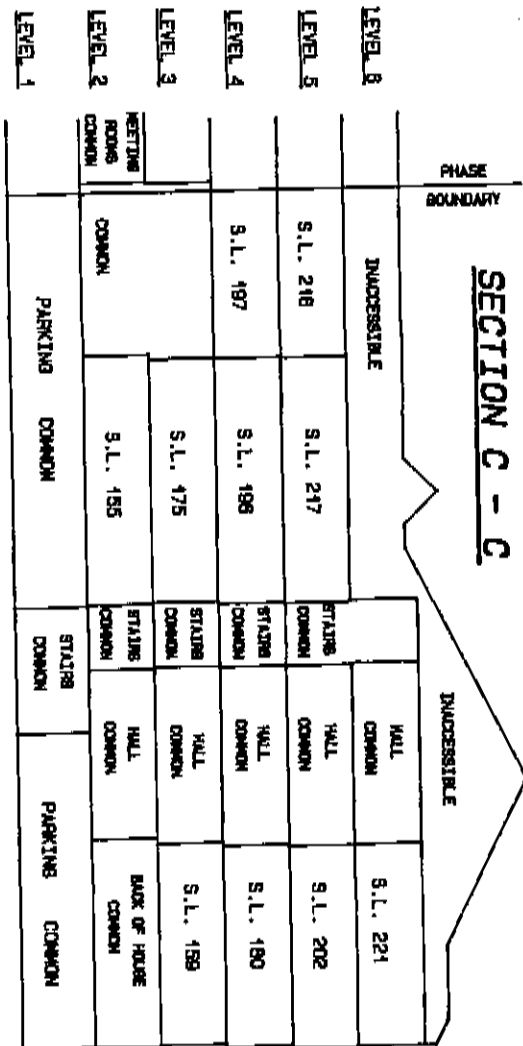 SECTION C - C
PHASE
BOUNDARY
INACCESSIBLE
LEVEL 6
INACCESSIBLE
HALL
COMMON
S.L. 221
LEVEL 5
S.L. 216
S.L. 217
STAIRS
COMMON
HALL
COMMON
S.L. 202
LEVEL 4
S.L. 197
S.L. 196
STAIRS
COMMON
HALL
COMMON
S.L. 180
LEVEL 3
S.L. 175
STAIRS
COMMON
HALL
COMMON
S.L. 159
LEVEL 2
MEETING
ROOMS
COMMON
COMMON
S.L. 155
STAIRS
COMMON
HALL
COMMON
BACK OF HOUSE
COMMON
LEVEL 1
PARKING COMMON
STAIRS
COMMON
PARKING COMMON